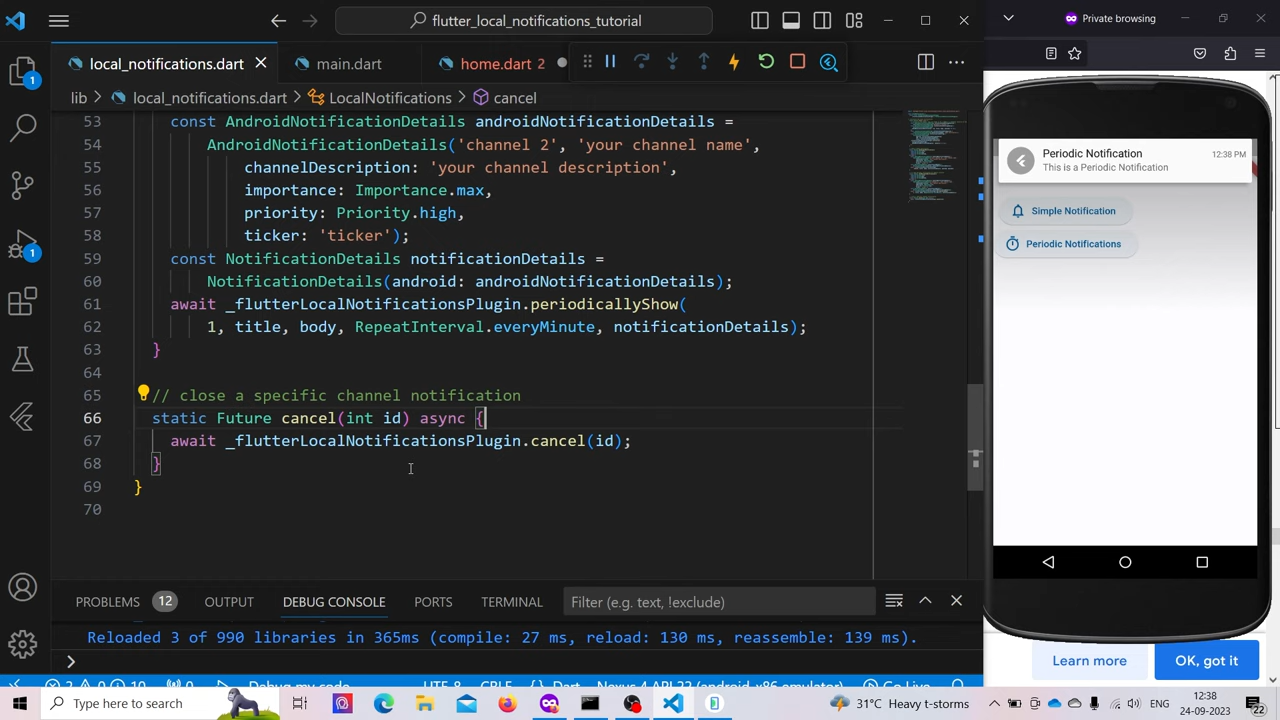 flutter_local_notifications_tutorial
Private browsing
local_notifications.dart
main.dart
home.dart 2
lib > local_notifications.dart > LocalNotifications > cancel
53 const AndroidNotificationDetails androidNotificationDetails =
54 AndroidNotificationDetails('channel 2', 'your channel name',
55 channelDescription: 'your channel description',
56 importance: Importance.max,
57 priority: Priority.high,
58 ticker: 'ticker');
59 const NotificationDetails notificationDetails =
60 NotificationDetails(android: androidNotificationDetails);
61 await _flutterLocalNotificationsPlugin.periodicallyShow(
62 1, title, body, RepeatInterval.everyMinute, notificationDetails);
63 }
64
65 // close a specific channel notification
66 static Future cancel(int id) async {
67 await _flutterLocalNotificationsPlugin.cancel(id);
68 }
69 }
70
1
1
PROBLEMS 12 OUTPUT DEBUG CONSOLE PORTS TERMINAL Filter (e.g. text, !exclude)
Reloaded 3 of 990 libraries in 365ms (compile: 27 ms, reload: 130 ms, reassemble: 139 ms).
>
Periodic Notification
12:38 PM
This is a Periodic Notification
Simple Notification
Periodic Notifications
Learn more
OK, got it
Type here to search
31°C Heavy t-storms
ENG
12:38
24-09-2023
22